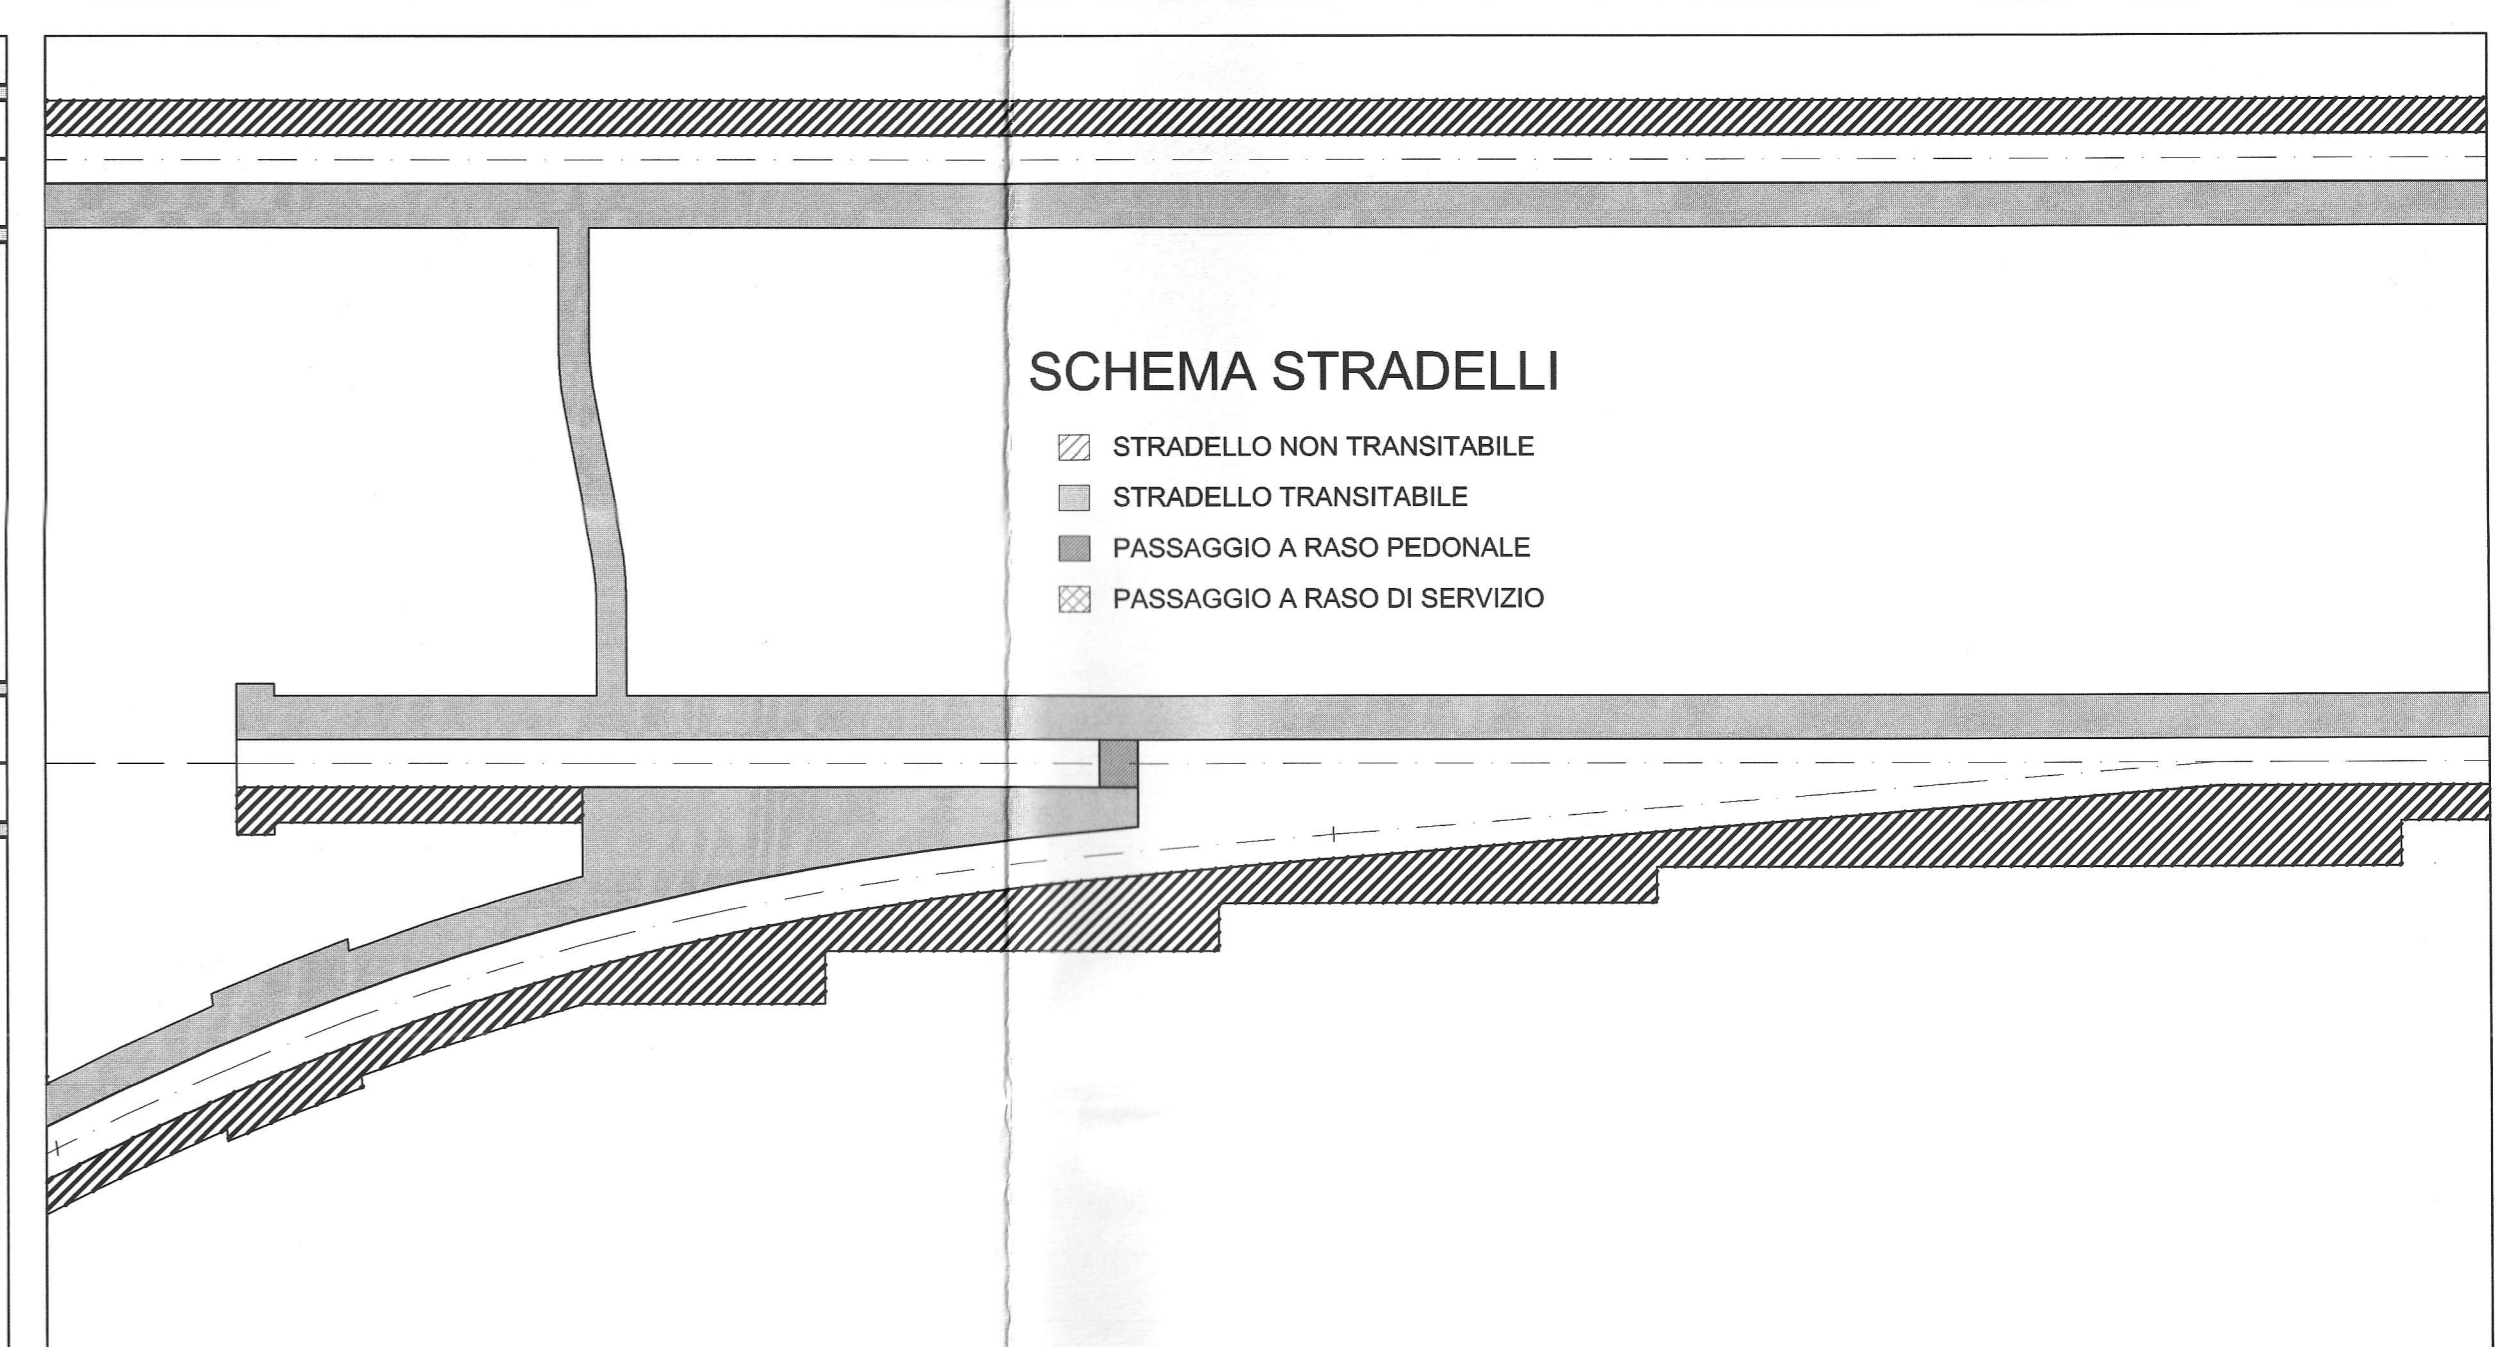 SCHEMA STRADELLI
STRADELLO NON TRANSITABILE
STRADELLO TRANSITABILE
PASSAGGIO A RASO PEDONALE
PASSAGGIO A RASO DI SERVIZIO